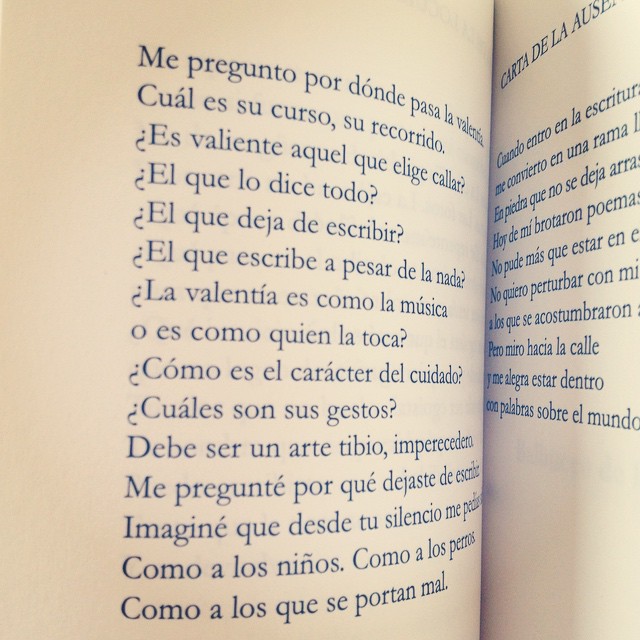 Me pregunto por dónde pasa la valentía.
Cuál es su curso, su recorrido.
¿Es valiente aquel que elige callar?
¿El que lo dice todo?
¿El que deja de escribir?
¿El que escribe a pesar de la nada?
¿La valentía es como la música
o es como quien la toca?
¿Cómo es el carácter del cuidado?
¿Cuáles son sus gestos?
Debe ser un arte tibio, imperecedero.
Me pregunté por qué dejaste de escribir.
Imaginé que desde tu silencio me pedías
Como a los niños. Como a los perros.
Como a los que se portan mal.
CARTA DE LA
Cuando entro en la escritura
me convierto en una rama
En piedra que no se deja
Hoy de mí brotaron poemas
No pude más que estar en
No quiero perturbar con mi
a los que se acostumbraron
Pero miro hacia la calle
y me alegra estar dentro
con palabras sobre el mundo